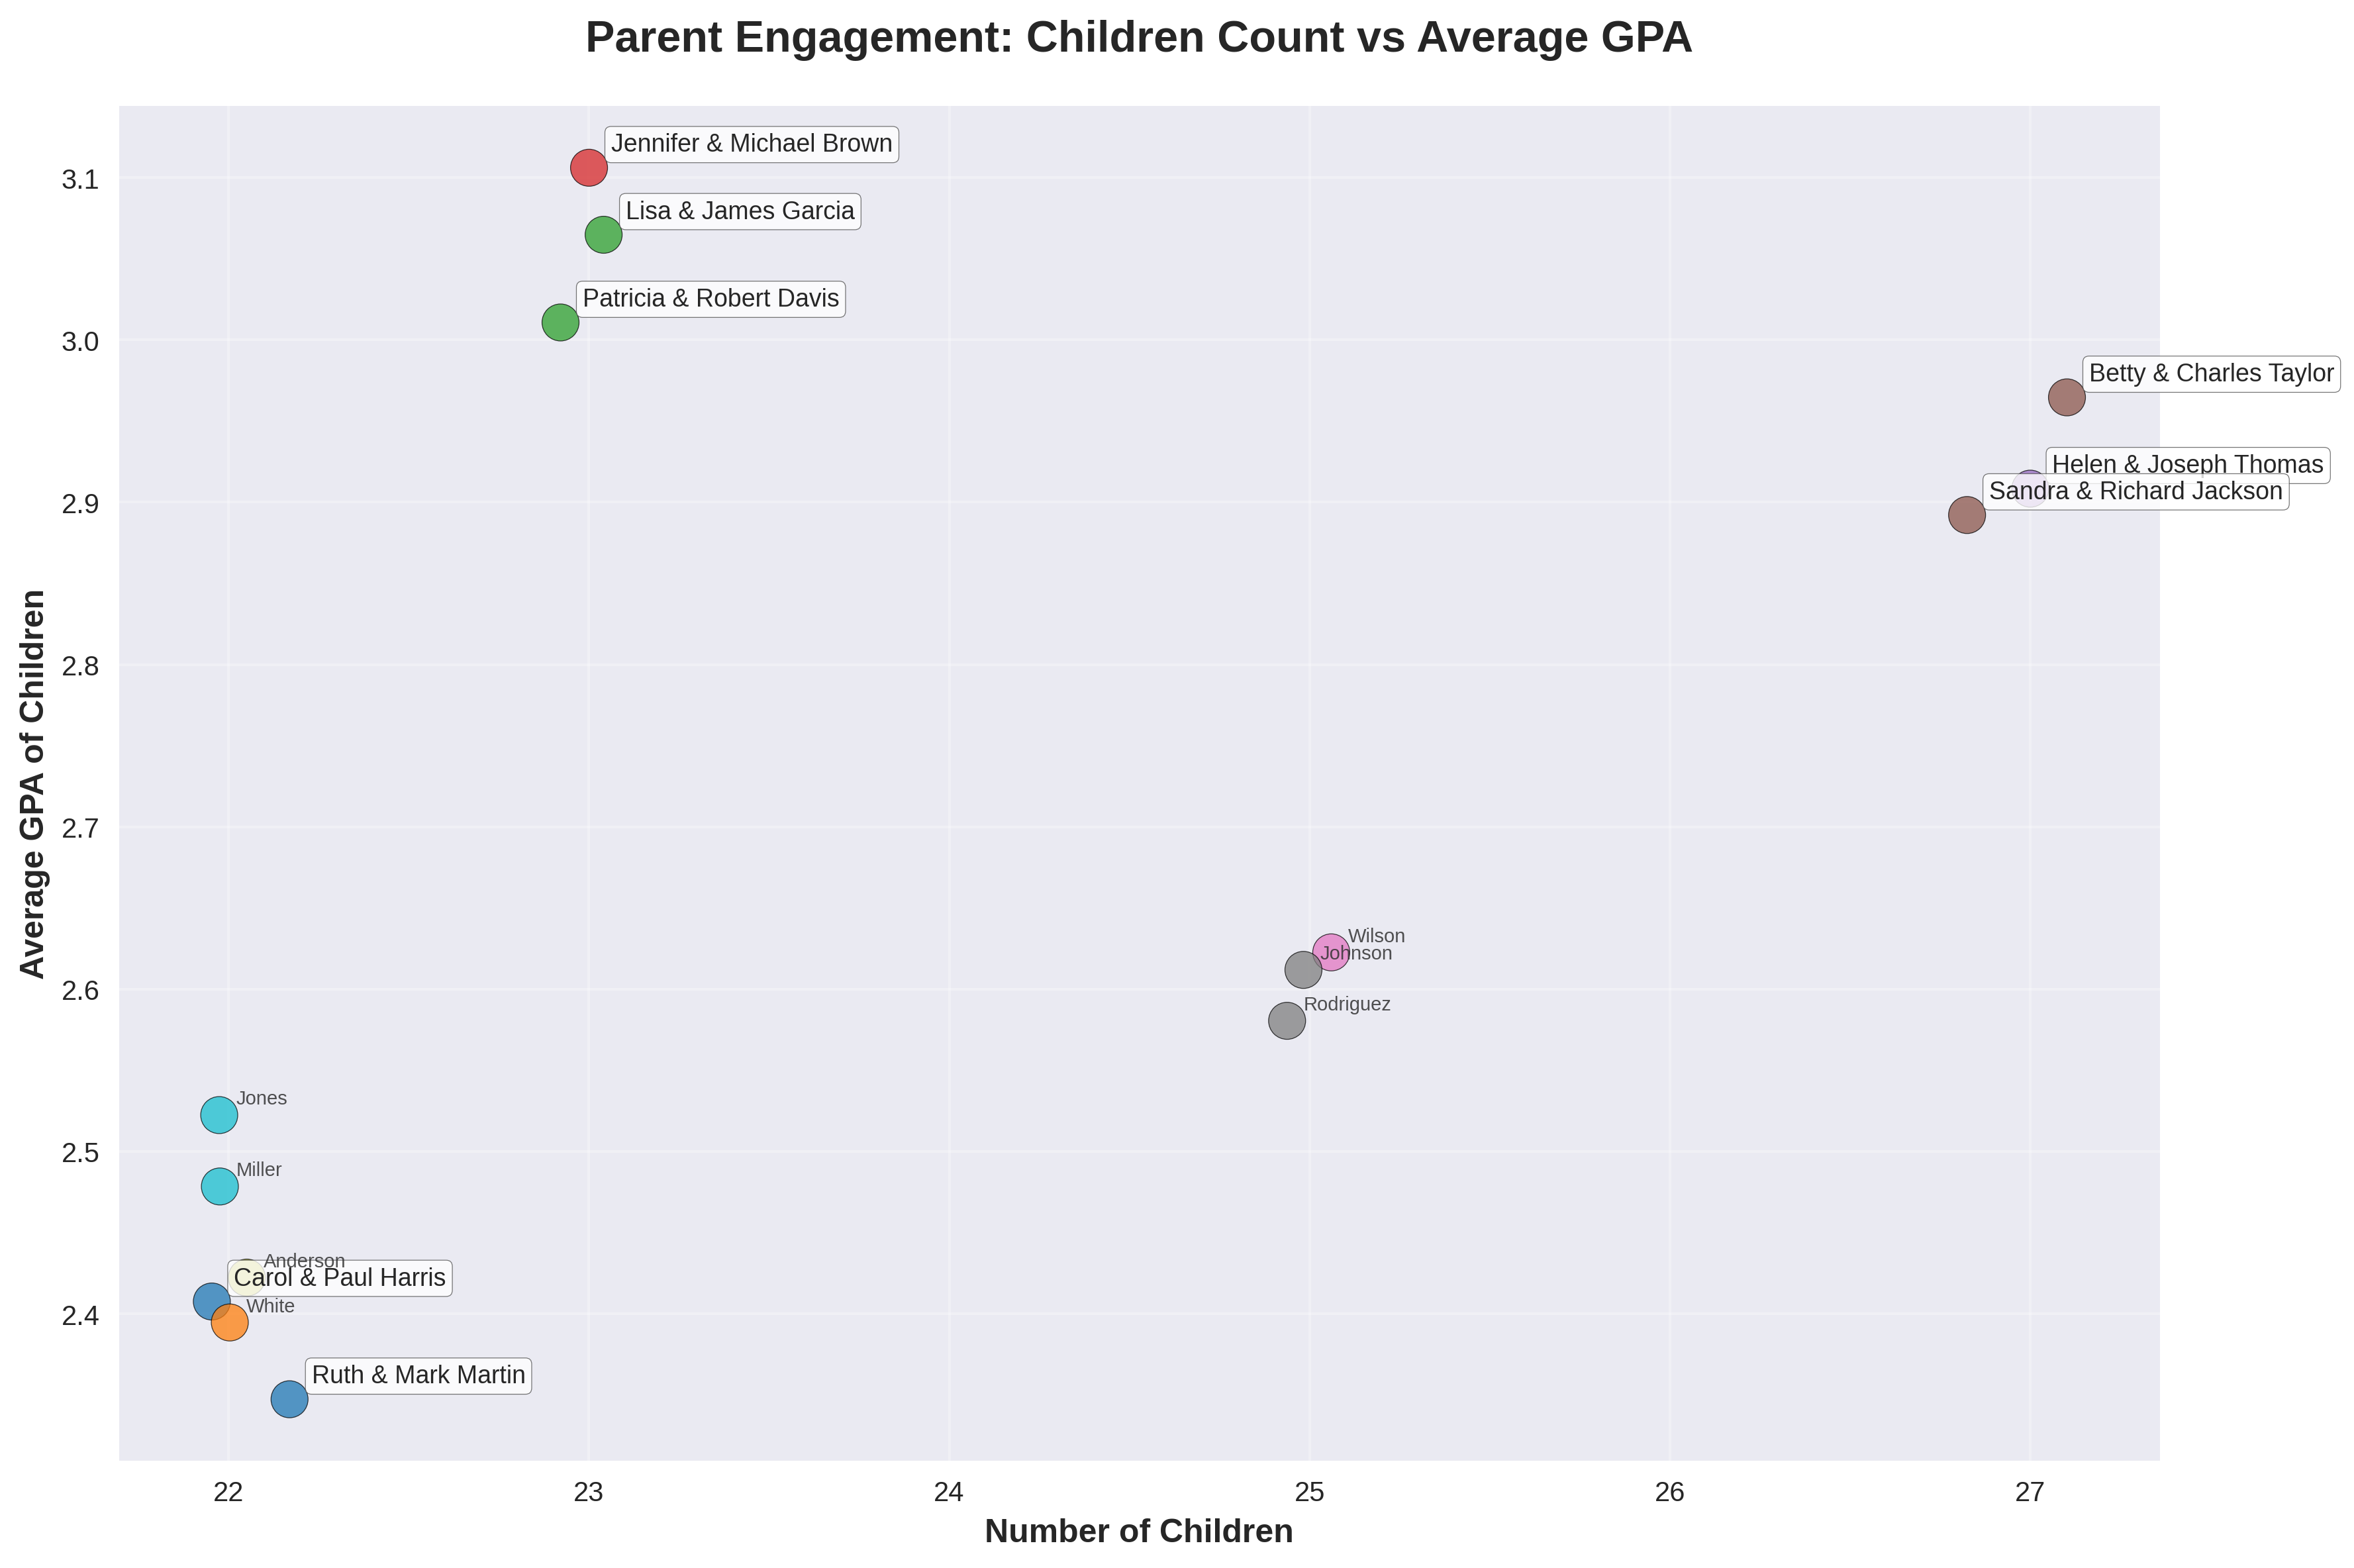 Parent Engagement: Children Count vs Average GPA
Average GPA of Children
3.1
3.0
2.9
2.8
2.7
2.6
2.5
2.4
Jennifer & Michael Brown
Lisa & James Garcia
Patricia & Robert Davis
Betty & Charles Taylor
Helen & Joseph Thomas
Sandra & Richard Jackson
Wilson
Johnson
Rodriguez
Jones
Miller
Anderson
Carol & Paul Harris
White
Ruth & Mark Martin
22
23
24
25
26
27
Number of Children